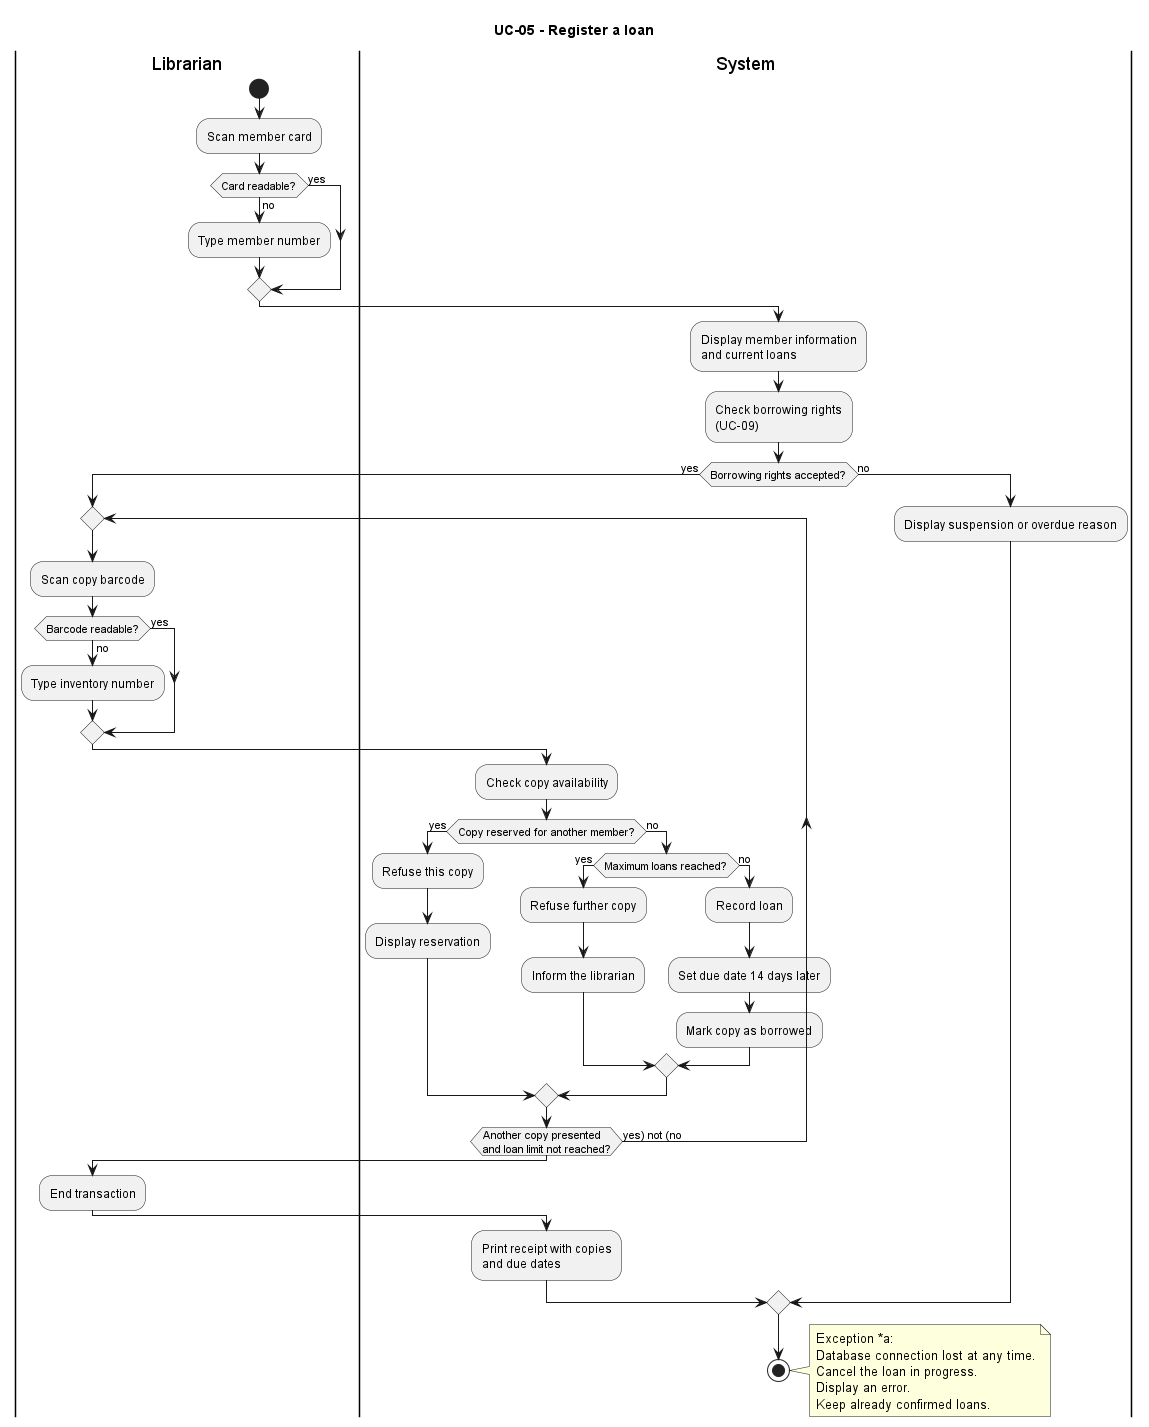 UC-05 - Register a loan
Librarian
System
Scan member card
Card readable?
yes
no
Type member number
Display member information
and current loans
Check borrowing rights
(UC-09)
yes
Borrowing rights accepted?
no
Display suspension or overdue reason
Scan copy barcode
Barcode readable?
yes
no
Type inventory number
Check copy availability
yes
Copy reserved for another member?
no
Refuse this copy
Display reservation
yes
Maximum loans reached?
no
Refuse further copy
Inform the librarian
Record loan
Set due date 14 days later
Mark copy as borrowed
Another copy presented
and loan limit not reached?
yes) not (no
End transaction
Print receipt with copies
and due dates
Exception *a:
Database connection lost at any time.
Cancel the loan in progress.
Display an error.
Keep already confirmed loans.